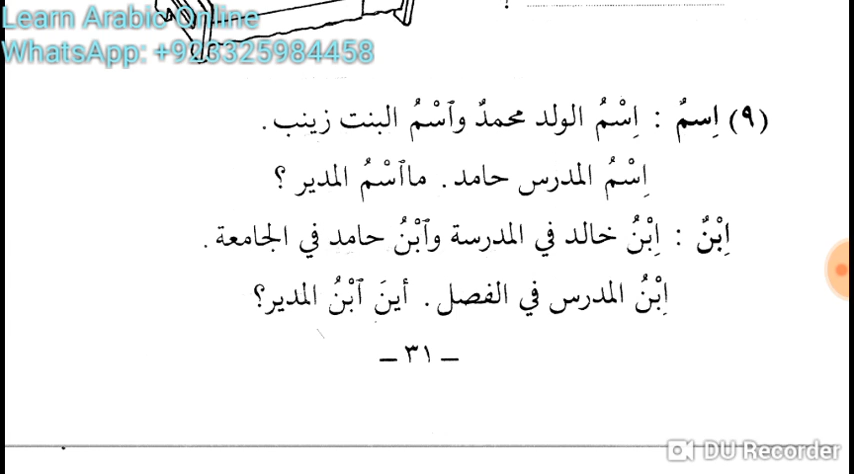 Learn Arabic Online
WhatsApp: +923325984458
؟ ..............................
(٩) اِسمٌ : اِسْمُ الولد محمدٌ وٱسْمُ البنت زينب .
اِسْمُ المدرس حامد . ماٱسْمُ المدير ؟
اِبْنٌ : اِبْنُ خالد في المدرسة وٱبْنُ حامد في الجامعة .
اِبْنُ المدرس في الفصل . أينَ ٱبْنُ المدير؟
– ٣١ –
DU Recorder